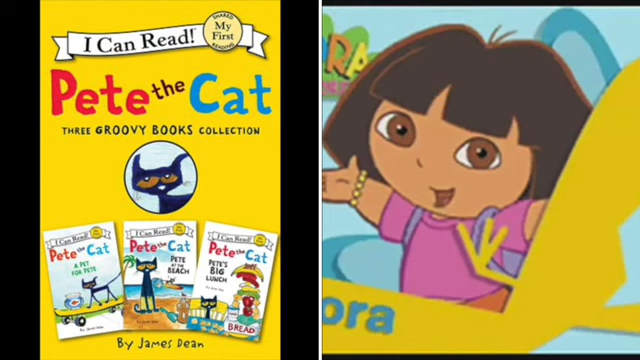 I Can Read!
SHARED
My
First
READING
Pete the Cat
THREE GROOVY BOOKS COLLECTION
I Can Read!
Pete the Cat
A PET
FOR PETE
I Can Read!
Pete the Cat
PETE
AT THE
BEACH
I Can Read!
Pete the Cat
PETE'S
BIG
LUNCH
BREAD
By James Dean
RA
ora